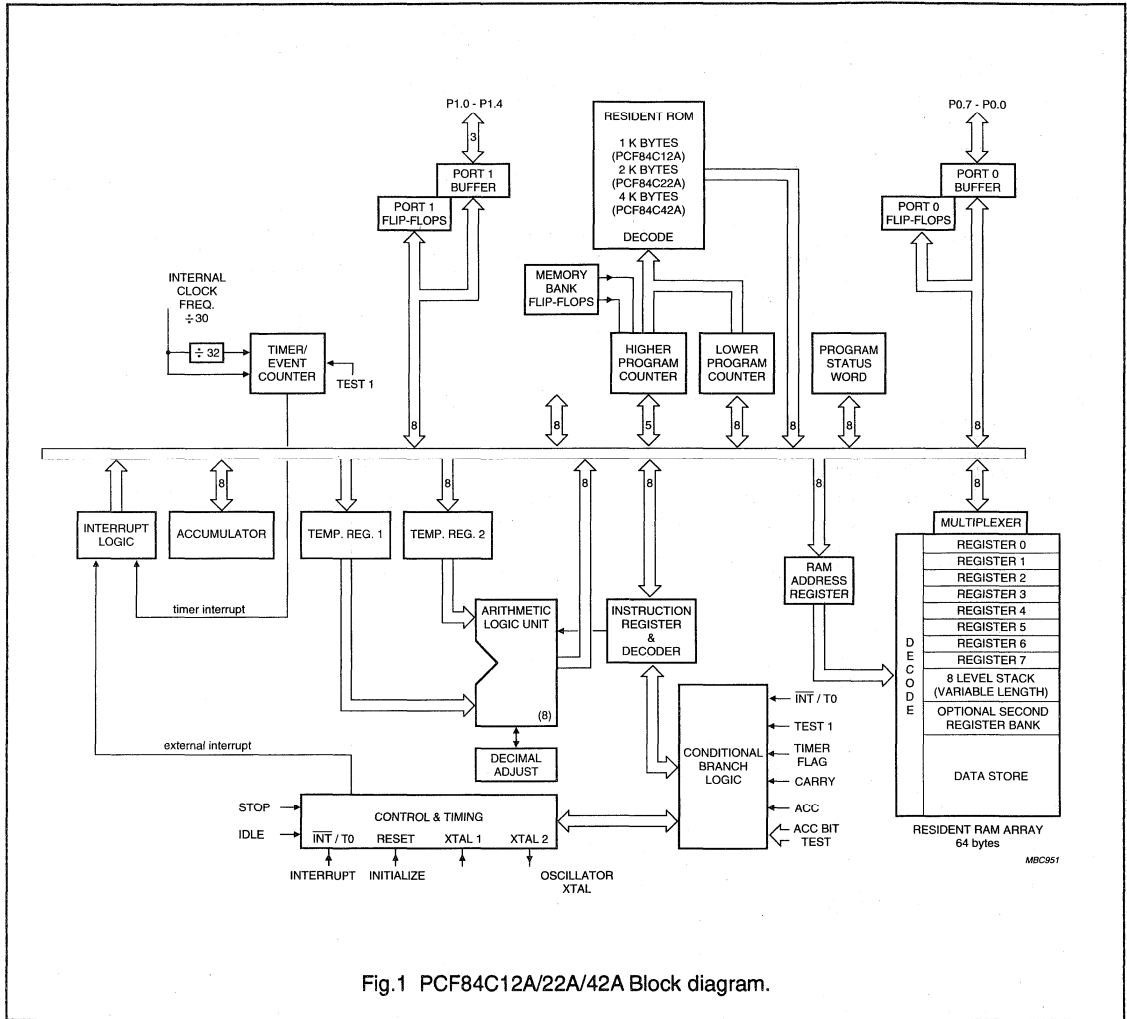 P1.0 - P1.4
3
PORT 1
BUFFER
PORT 1
FLIP-FLOPS
RESIDENT ROM
1 K BYTES
(PCF84C12A)
2 K BYTES
(PCF84C22A)
4 K BYTES
(PCF84C42A)
DECODE
P0.7 - P0.0
PORT 0
BUFFER
PORT 0
FLIP-FLOPS
INTERNAL
CLOCK
FREQ.
÷ 30
÷ 32
TIMER/
EVENT
COUNTER
TEST 1
MEMORY
BANK
FLIP-FLOPS
HIGHER
PROGRAM
COUNTER
LOWER
PROGRAM
COUNTER
PROGRAM
STATUS
WORD
8
8
5
8
8
8
8
8
8
8
8
8
8
INTERRUPT
LOGIC
ACCUMULATOR
TEMP. REG. 1
TEMP. REG. 2
timer interrupt
ARITHMETIC
LOGIC UNIT
(8)
DECIMAL
ADJUST
INSTRUCTION
REGISTER
&
DECODER
RAM
ADDRESS
REGISTER
MULTIPLEXER
DECODE
REGISTER 0
REGISTER 1
REGISTER 2
REGISTER 3
REGISTER 4
REGISTER 5
REGISTER 6
REGISTER 7
8 LEVEL STACK
(VARIABLE LENGTH)
OPTIONAL SECOND
REGISTER BANK
DATA STORE
RESIDENT RAM ARRAY
64 bytes
MBC951
external interrupt
CONDITIONAL
BRANCH
LOGIC
INT / T0
TEST 1
TIMER
FLAG
CARRY
ACC
ACC BIT
TEST
STOP
IDLE
CONTROL & TIMING
INT / T0 RESET XTAL 1 XTAL 2
INTERRUPT INITIALIZE OSCILLATOR
XTAL
Fig.1 PCF84C12A/22A/42A Block diagram.